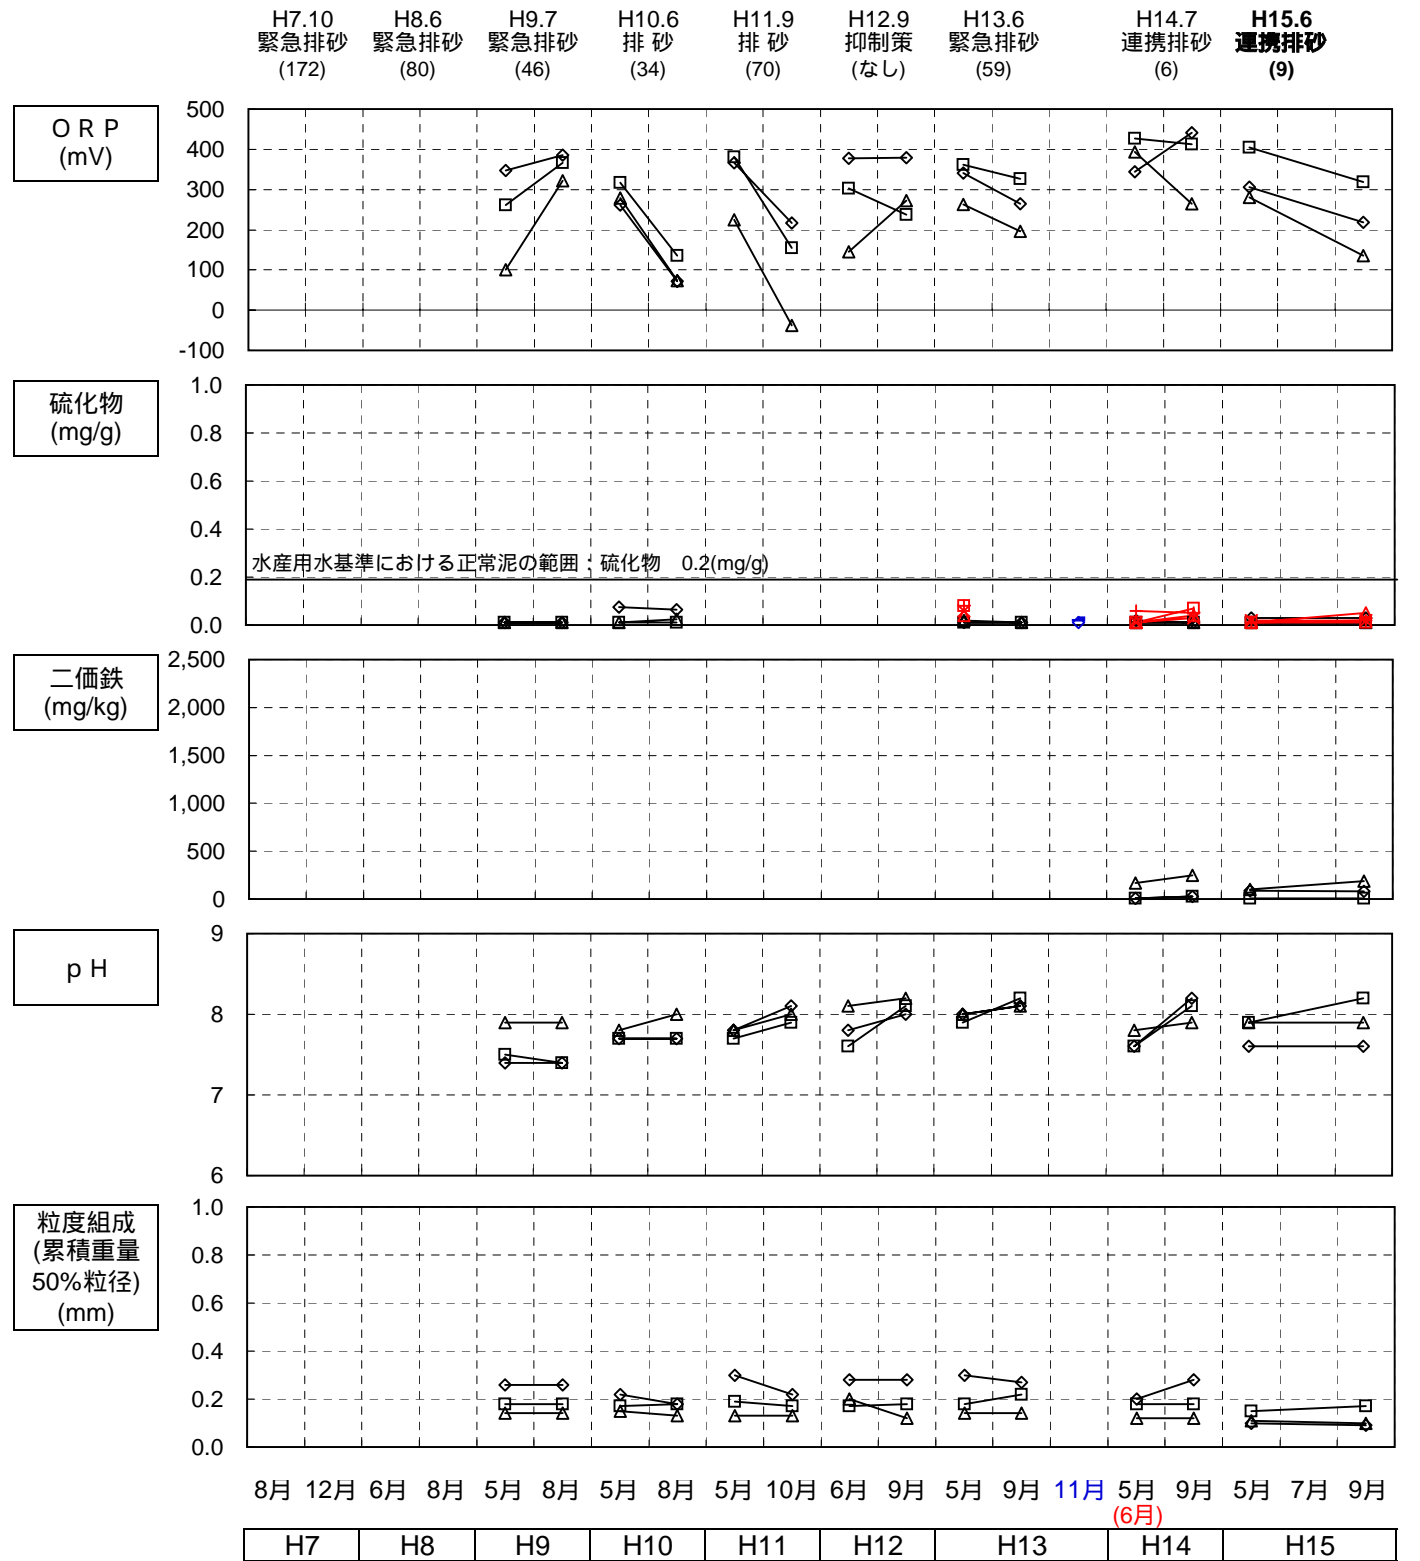 H7.10 H8.6 H9.7 H10.6 H11.9 H12.9 H13.6 H14.7 H15.6
緊急排砂 緊急排砂 緊急排砂 排 砂 排 砂 抑制策 緊急排砂 連携排砂 連携排砂
(172) (80) (46) (34) (70) (なし) (59) (6) (9)
ＯＲＰ
(mV)
500
400
300
200
100
0
-100
硫化物
(mg/g)
1.0
0.8
0.6
0.4
水産用水基準における正常泥の範囲：硫化物 0.2(mg/g)
0.2
0.0
二価鉄
(mg/kg)
2,500
2,000
1,500
1,000
500
0
ｐＨ
9
8
7
6
粒度組成
(累積重量
50%粒径)
(mm)
1.0
0.8
0.6
0.4
0.2
0.0
8月 12月 6月 8月 5月 8月 5月 8月 5月 10月 6月 9月 5月 9月 11月 5月 9月 5月 7月 9月
(6月)
H7 H8 H9 H10 H11 H12 H13 H14 H15